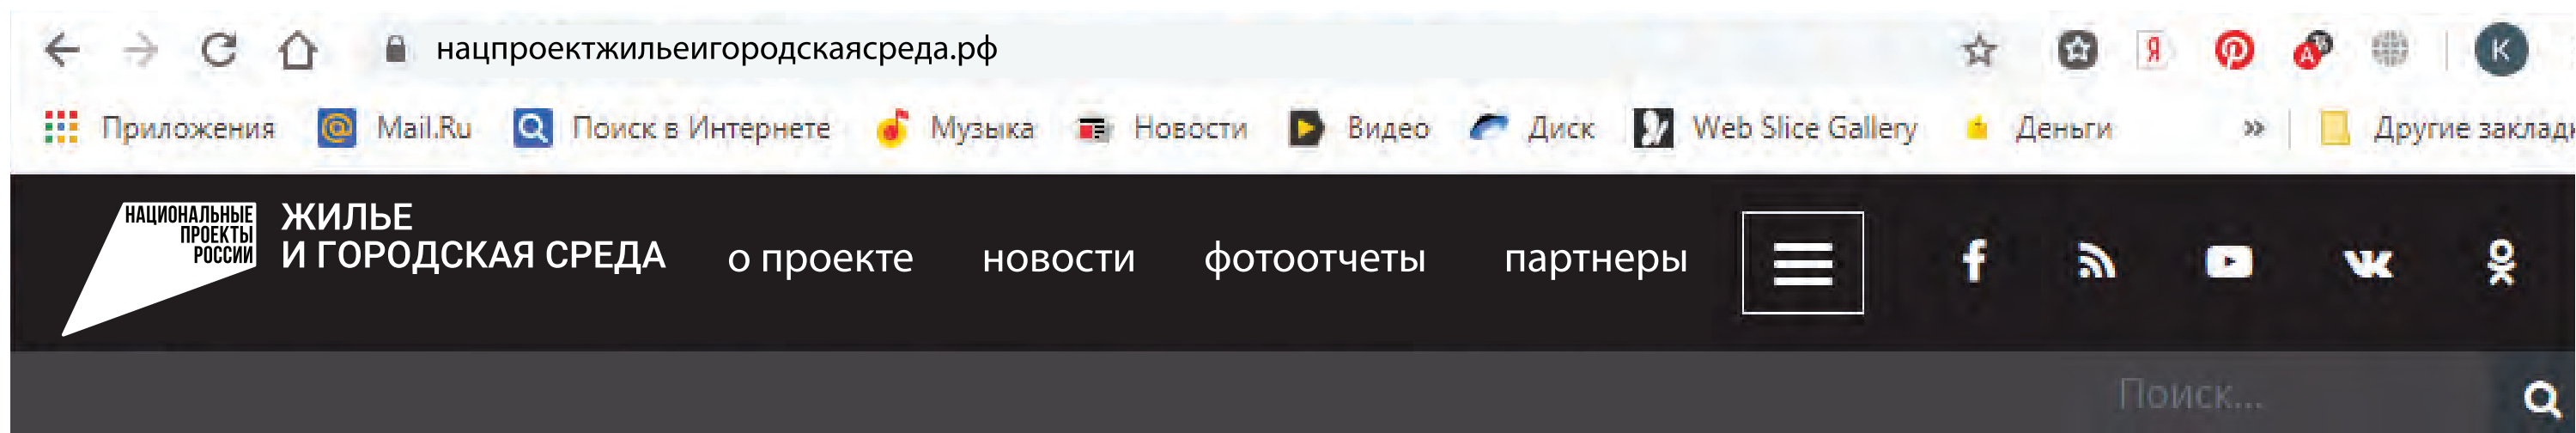 нацпроектжильеигородскаясреда.рф
Я
К
Приложения Mail.Ru Поиск в Интернете Музыка Новости Видео Диск Web Slice Gallery Деньги » Другие заклад
НАЦИОНАЛЬНЫЕ
ПРОЕКТЫ
РОССИИ
ЖИЛЬЕ
И ГОРОДСКАЯ СРЕДА
о проекте новости фотоотчеты партнеры
Поиск...